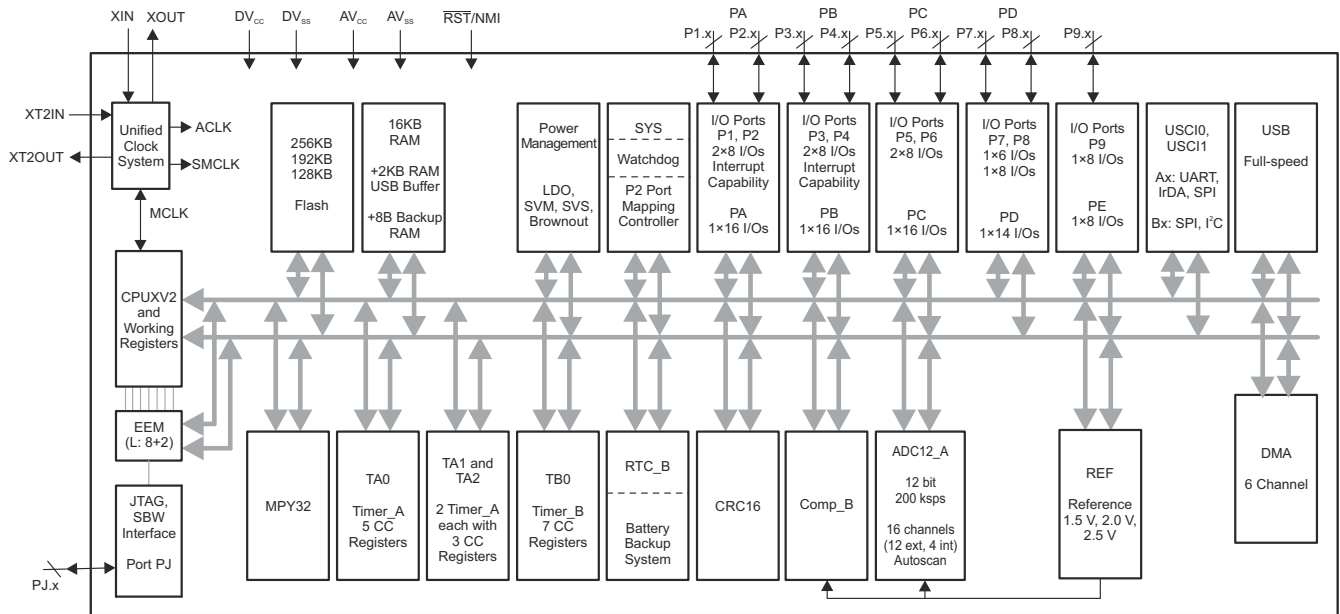 XIN XOUT DVCC DVSS AVCC AVSS RST/NMI PA PB PC PD
P1.x P2.x P3.x P4.x P5.x P6.x P7.x P8.x P9.x
XT2IN
XT2OUT
Unified
Clock
System
ACLK
SMCLK
MCLK
256KB
192KB
128KB
Flash
16KB
RAM
+2KB RAM
USB Buffer
+8B Backup
RAM
Power
Management
LDO,
SVM, SVS,
Brownout
SYS
Watchdog
P2 Port
Mapping
Controller
I/O Ports
P1, P2
2×8 I/Os
Interrupt
Capability
PA
1×16 I/Os
I/O Ports
P3, P4
2×8 I/Os
Interrupt
Capability
PB
1×16 I/Os
I/O Ports
P5, P6
2×8 I/Os
PC
1×16 I/Os
I/O Ports
P7, P8
1×6 I/Os
1×8 I/Os
PD
1×14 I/Os
I/O Ports
P9
1×8 I/Os
PE
1×8 I/Os
USCI0,
USCI1
Ax: UART,
IrDA, SPI
Bx: SPI, I²C
USB
Full-speed
CPUXV2
and
Working
Registers
EEM
(L: 8+2)
JTAG,
SBW
Interface
Port PJ
PJ.x
MPY32
TA0
Timer_A
5 CC
Registers
TA1 and
TA2
2 Timer_A
each with
3 CC
Registers
TB0
Timer_B
7 CC
Registers
RTC_B
Battery
Backup
System
CRC16
Comp_B
ADC12_A
12 bit
200 ksps
16 channels
(12 ext, 4 int)
Autoscan
REF
Reference
1.5 V, 2.0 V,
2.5 V
DMA
6 Channel